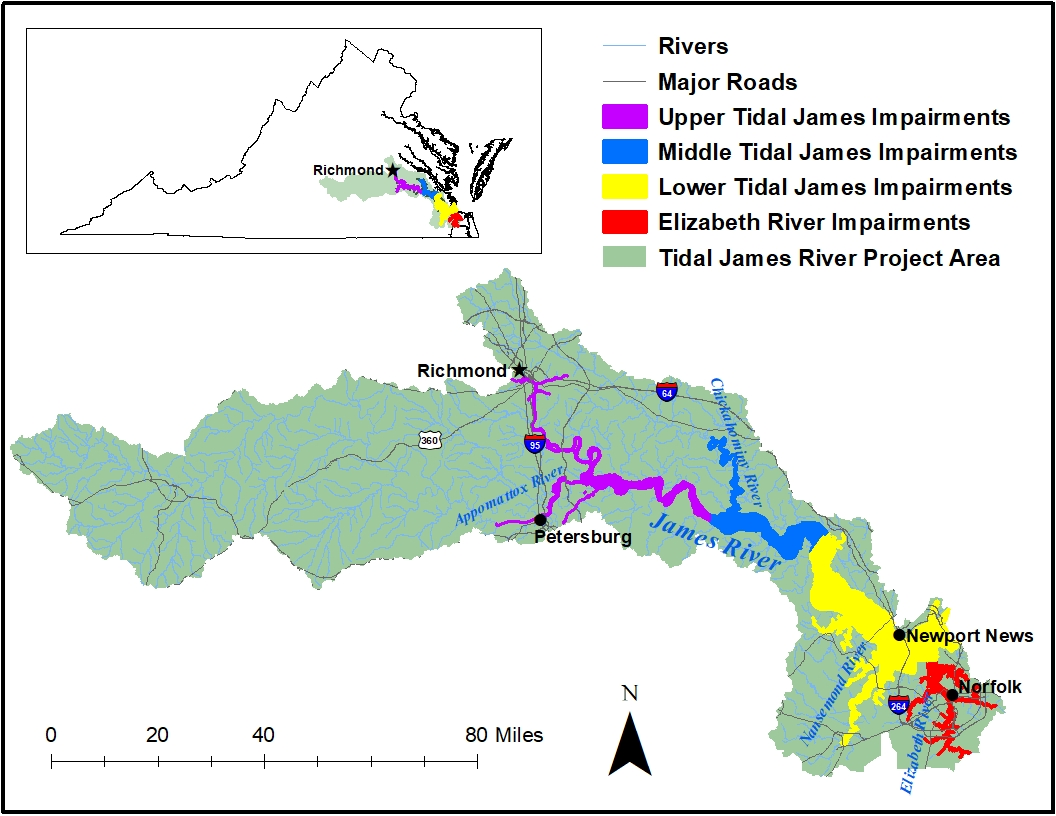 Richmond
Rivers
Major Roads
Upper Tidal James Impairments
Middle Tidal James Impairments
Lower Tidal James Impairments
Elizabeth River Impairments
Tidal James River Project Area
Richmond
64
Chickahominy River
360
95
Appomattox River
James River
Petersburg
Newport News
Nansemond River
Norfolk
264
Elizabeth River
N
0 20 40 80 Miles